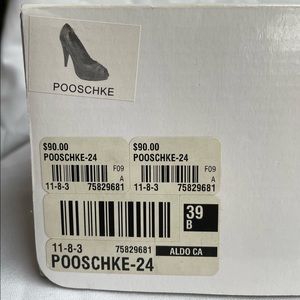 POOSCHKE
$90.00
POOSCHKE-24
F09
A
11-8-3 75829681
$90.00
POOSCHKE-24
F09
A
11-8-3 75829681
39
B
11-8-3 75829681 ALDO CA
POOSCHKE-24